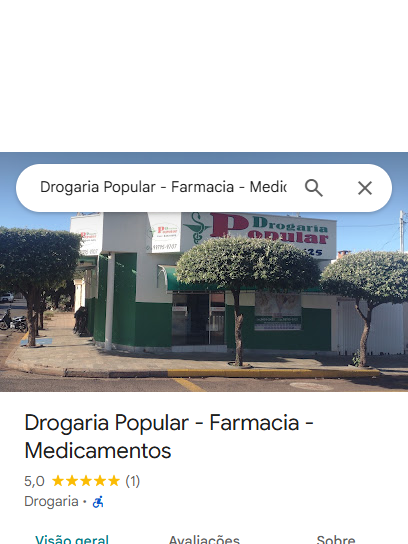 Drogaria Popular - Farmacia - Medic
Drogaria
Popular
Drogaria Popular - Farmacia -
Medicamentos
5,0 (1)
Drogaria ·
Visão geral Avaliações Sobre